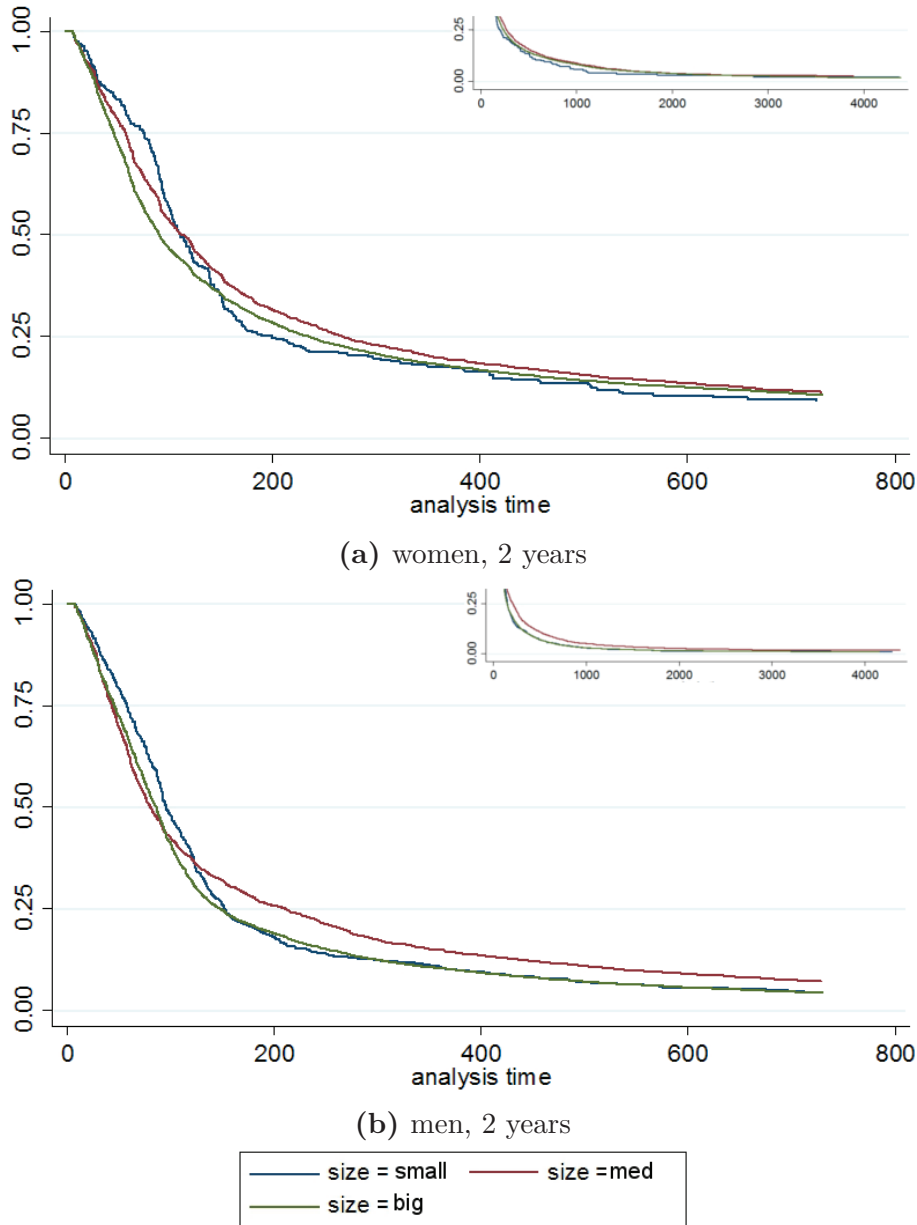 1.00
0.75
0.50
0.25
0.00
0.25
0.00
0 1000 2000 3000 4000
0 200 400 600 800
analysis time
(a) women, 2 years
1.00
0.75
0.50
0.25
0.00
0.25
0.00
0 1000 2000 3000 4000
0 200 400 600 800
analysis time
(b) men, 2 years
size = small size =med
size =big